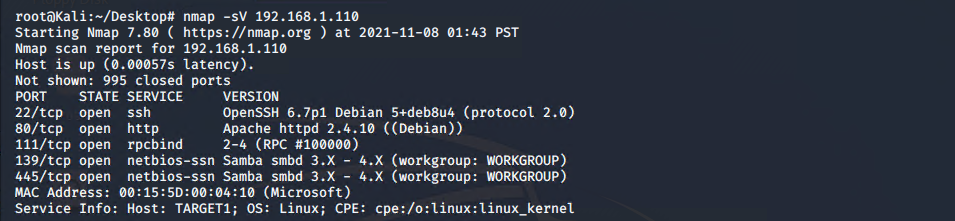 root@Kali:~/Desktop# nmap -sV 192.168.1.110
Starting Nmap 7.80 ( https://nmap.org ) at 2021-11-08 01:43 PST
Nmap scan report for 192.168.1.110
Host is up (0.00057s latency).
Not shown: 995 closed ports
PORT    STATE SERVICE     VERSION
22/tcp  open  ssh         OpenSSH 6.7p1 Debian 5+deb8u4 (protocol 2.0)
80/tcp  open  http        Apache httpd 2.4.10 ((Debian))
111/tcp open  rpcbind     2-4 (RPC #100000)
139/tcp open  netbios-ssn Samba smbd 3.X - 4.X (workgroup: WORKGROUP)
445/tcp open  netbios-ssn Samba smbd 3.X - 4.X (workgroup: WORKGROUP)
MAC Address: 00:15:5D:00:04:10 (Microsoft)
Service Info: Host: TARGET1; OS: Linux; CPE: cpe:/o:linux:linux_kernel